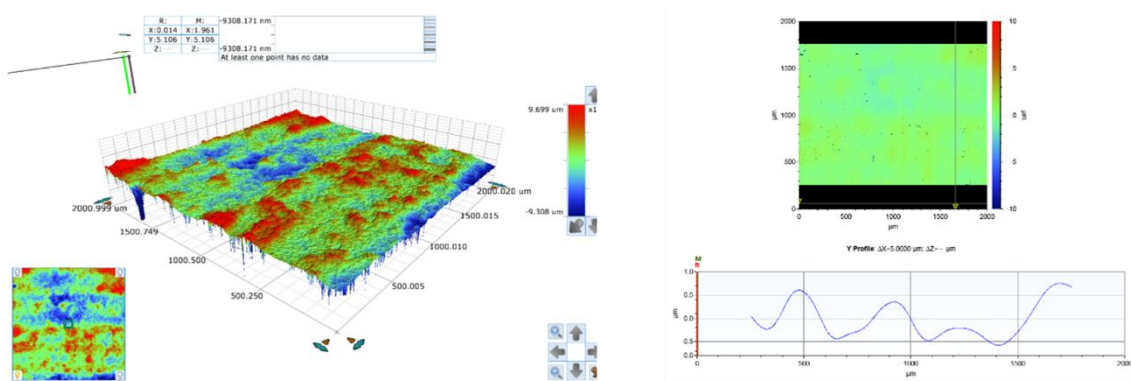 R: M:
X:0.014 X:1.961
Y:5.106 Y:5.106
Z: --- Z: ---
-9308.171 nm
-9308.171 nm
At least one point has no data
9.699 um x1
-9.308 um
2000.999 um
1500.749
1000.500
500.250
500.005
1000.010
1500.015
2000.020 um
2000
1500
1000
500
0
0 500 1000 1500 2000
µm
10
5
0
-5
-10
µm
Y Profile: ΔX=5.0000 µm; ΔZ=-- µm
M
R
1.0
0.5
0.0
-0.5
µm
0 500 1000 1500 200
µm